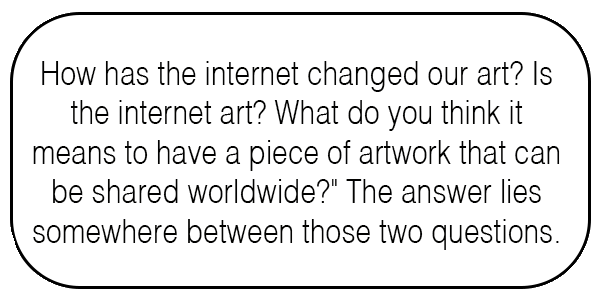 How has the internet changed our art? Is
the internet art? What do you think it
means to have a piece of artwork that can
be shared worldwide?" The answer lies
somewhere between those two questions.